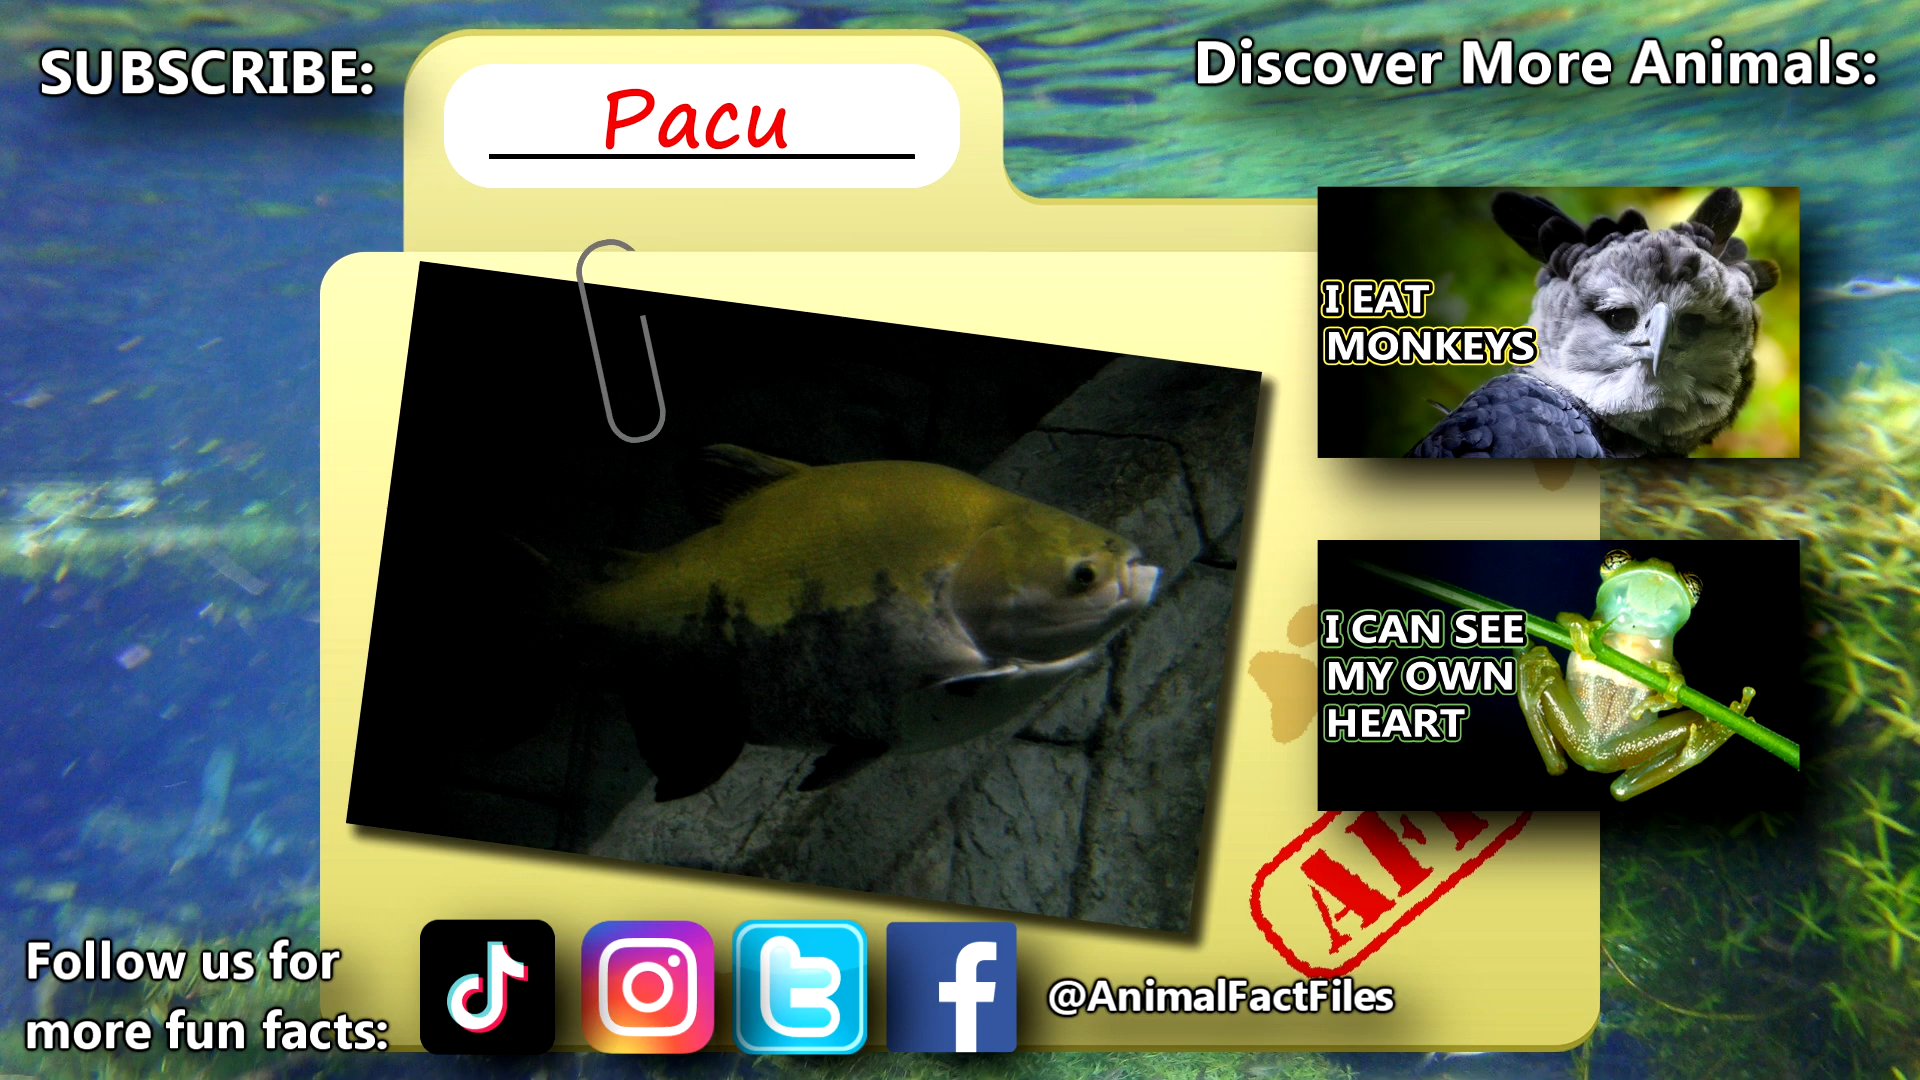 SUBSCRIBE:
Pacu
Discover More Animals:
I EAT
MONKEYS
I CAN SEE
MY OWN
HEART
Follow us for
more fun facts:
@AnimalFactFiles